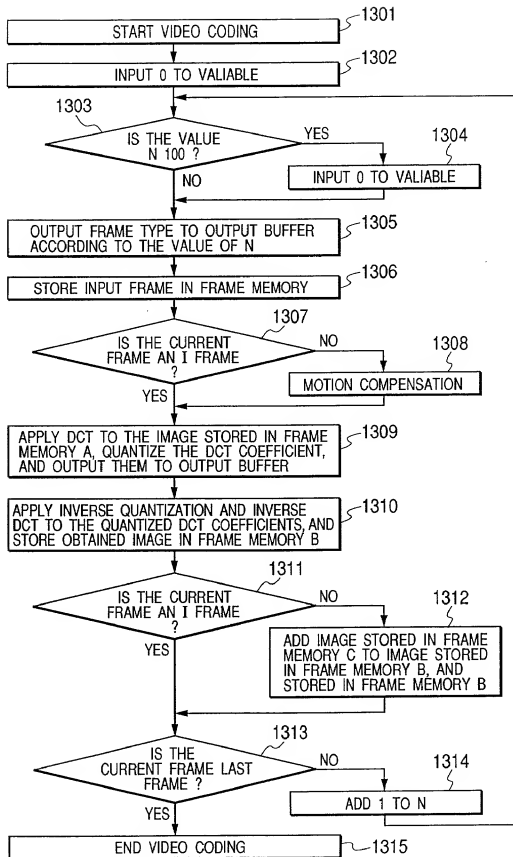 1301
START VIDEO CODING
1302
INPUT 0 TO VALIABLE
1303
IS THE VALUE
N 100 ?
YES
NO
1304
INPUT 0 TO VALIABLE
1305
OUTPUT FRAME TYPE TO OUTPUT BUFFER
ACCORDING TO THE VALUE OF N
1306
STORE INPUT FRAME IN FRAME MEMORY
1307
IS THE CURRENT
FRAME AN I FRAME
?
NO
YES
1308
MOTION COMPENSATION
1309
APPLY DCT TO THE IMAGE STORED IN FRAME
MEMORY A, QUANTIZE THE DCT COEFFICIENT,
AND OUTPUT THEM TO OUTPUT BUFFER
1310
APPLY INVERSE QUANTIZATION AND INVERSE
DCT TO THE QUANTIZED DCT COEFFICIENTS, AND
STORE OBTAINED IMAGE IN FRAME MEMORY B
1311
IS THE CURRENT
FRAME AN I FRAME
?
NO
YES
1312
ADD IMAGE STORED IN FRAME
MEMORY C TO IMAGE STORED
IN FRAME MEMORY B, AND
STORED IN FRAME MEMORY B
1313
IS THE
CURRENT FRAME LAST
FRAME ?
NO
YES
1314
ADD 1 TO N
END VIDEO CODING
1315